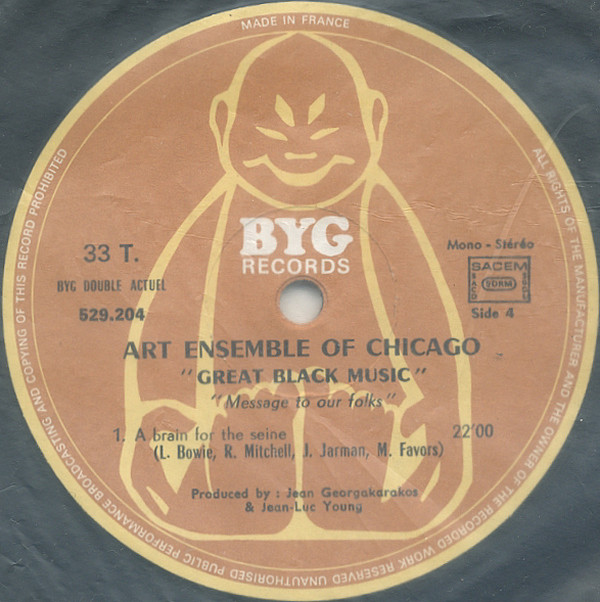 MADE IN FRANCE
BYG
RECORDS
33 T.
BYG DOUBLE ACTUEL
529.204
Mono - Stéréo
SACEM
SDRM
SACD
SGDL
Side 4
ART ENSEMBLE OF CHICAGO
"GREAT BLACK MUSIC"
"Message to our folks"
1. A brain for the seine 22'00
(L. Bowie, R. Mitchell, J. Jarman, M. Favors)
Produced by : Jean Georgakarakos
& Jean-Luc Young
ALL RIGHTS OF THE MANUFACTURER AND THE OWNER OF THE RECORDED WORK RESERVED UNAUTHORISED PUBLIC PERFORMANCE BROADCASTING AND COPYING OF THIS RECORD PROHIBITED